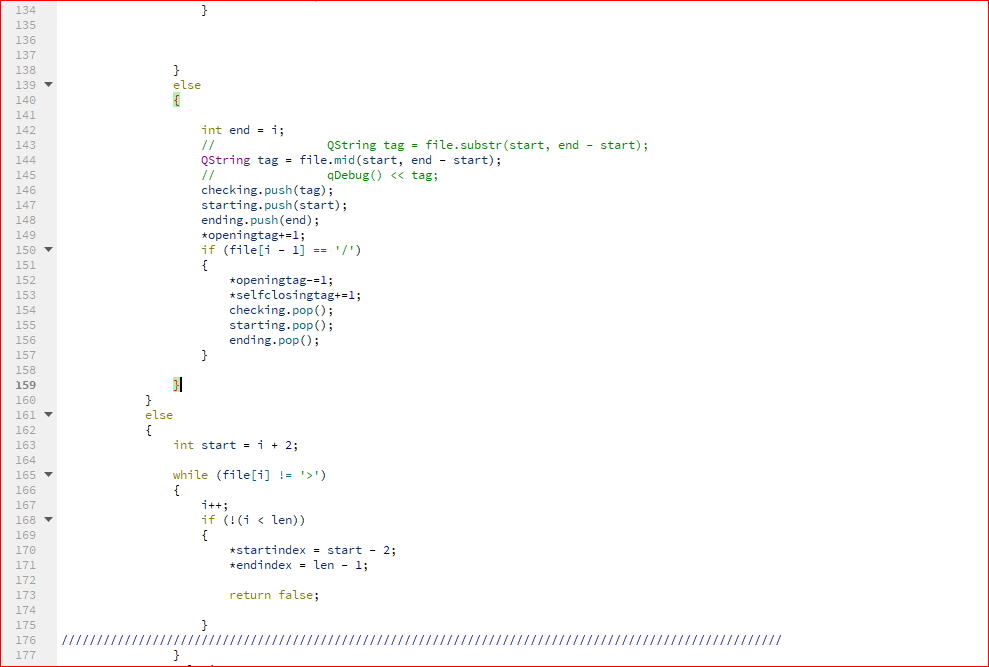 134 }
135
136
137
138 }
139 else
140 {
141
142 int end = i;
143 // QString tag = file.substr(start, end - start);
144 QString tag = file.mid(start, end - start);
145 // qDebug() << tag;
146 checking.push(tag);
147 starting.push(start);
148 ending.push(end);
149 *openingtag+=1;
150 if (file[i - 1] == '/')
151 {
152 *openingtag-=1;
153 *selfclosingtag+=1;
154 checking.pop();
155 starting.pop();
156 ending.pop();
157 }
158
159 }
160 }
161 else
162 {
163 int start = i + 2;
164
165 while (file[i] != '>')
166 {
167 i++;
168 if (!(i < len))
169 {
170 *startindex = start - 2;
171 *endindex = len - 1;
172
173 return false;
174
175 }
176 ///////////////////////////////////////////////////////////////////////////////////////////////////////
177 }